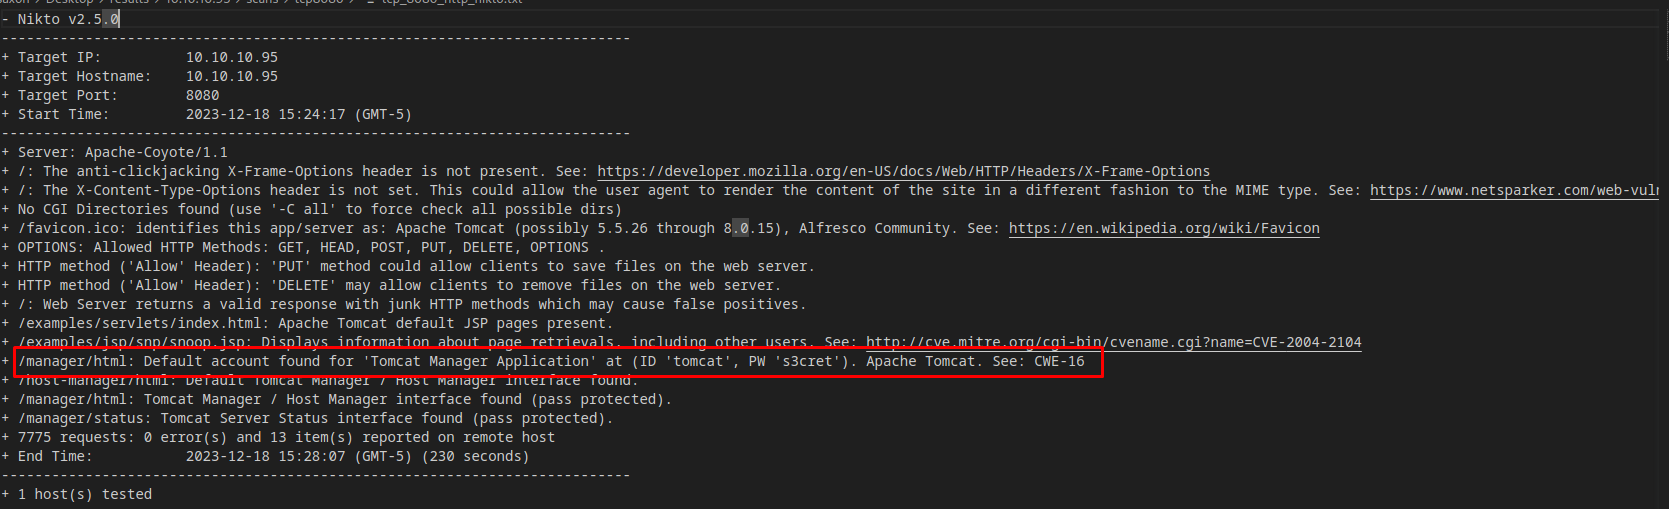 - Nikto v2.5.0
---------------------------------------------------------------------------
+ Target IP:          10.10.10.95
+ Target Hostname:    10.10.10.95
+ Target Port:        8080
+ Start Time:         2023-12-18 15:24:17 (GMT-5)
---------------------------------------------------------------------------
+ Server: Apache-Coyote/1.1
+ /: The anti-clickjacking X-Frame-Options header is not present. See: https://developer.mozilla.org/en-US/docs/Web/HTTP/Headers/X-Frame-Options
+ /: The X-Content-Type-Options header is not set. This could allow the user agent to render the content of the site in a different fashion to the MIME type. See: https://www.netsparker.com/web-vuln
+ No CGI Directories found (use '-C all' to force check all possible dirs)
+ /favicon.ico: identifies this app/server as: Apache Tomcat (possibly 5.5.26 through 8.0.15), Alfresco Community. See: https://en.wikipedia.org/wiki/Favicon
+ OPTIONS: Allowed HTTP Methods: GET, HEAD, POST, PUT, DELETE, OPTIONS .
+ HTTP method ('Allow' Header): 'PUT' method could allow clients to save files on the web server.
+ HTTP method ('Allow' Header): 'DELETE' may allow clients to remove files on the web server.
+ /: Web Server returns a valid response with junk HTTP methods which may cause false positives.
+ /examples/servlets/index.html: Apache Tomcat default JSP pages present.
+ /examples/jsp/snp/snoop.jsp: Displays information about page retrievals, including other users. See: http://cve.mitre.org/cgi-bin/cvename.cgi?name=CVE-2004-2104
+ /manager/html: Default account found for 'Tomcat Manager Application' at (ID 'tomcat', PW 's3cret'). Apache Tomcat. See: CWE-16
+ /host-manager/html: Default Tomcat Manager / Host Manager interface found.
+ /manager/html: Tomcat Manager / Host Manager interface found (pass protected).
+ /manager/status: Tomcat Server Status interface found (pass protected).
+ 7775 requests: 0 error(s) and 13 item(s) reported on remote host
+ End Time:           2023-12-18 15:28:07 (GMT-5) (230 seconds)
---------------------------------------------------------------------------
+ 1 host(s) tested